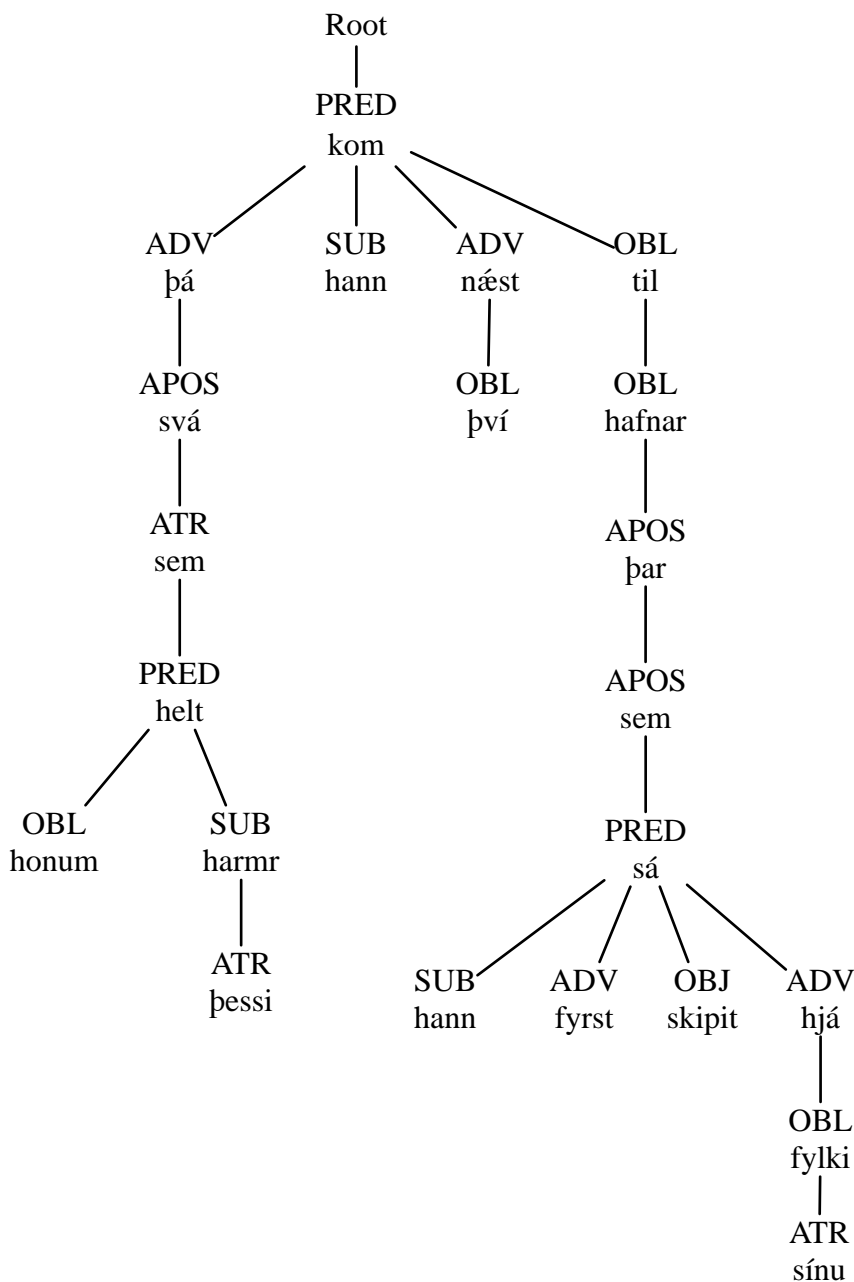 Root
PRED
kom
ADV SUB ADV OBL
þá hann nǽst til
APOS OBL OBL
svá því hafnar
ATR APOS
sem þar
PRED APOS
helt sem
OBL SUB PRED
honum harmr sá
ATR SUB ADV OBJ ADV
þessi hann fyrst skipit hjá
OBL
fylki
ATR
sínu